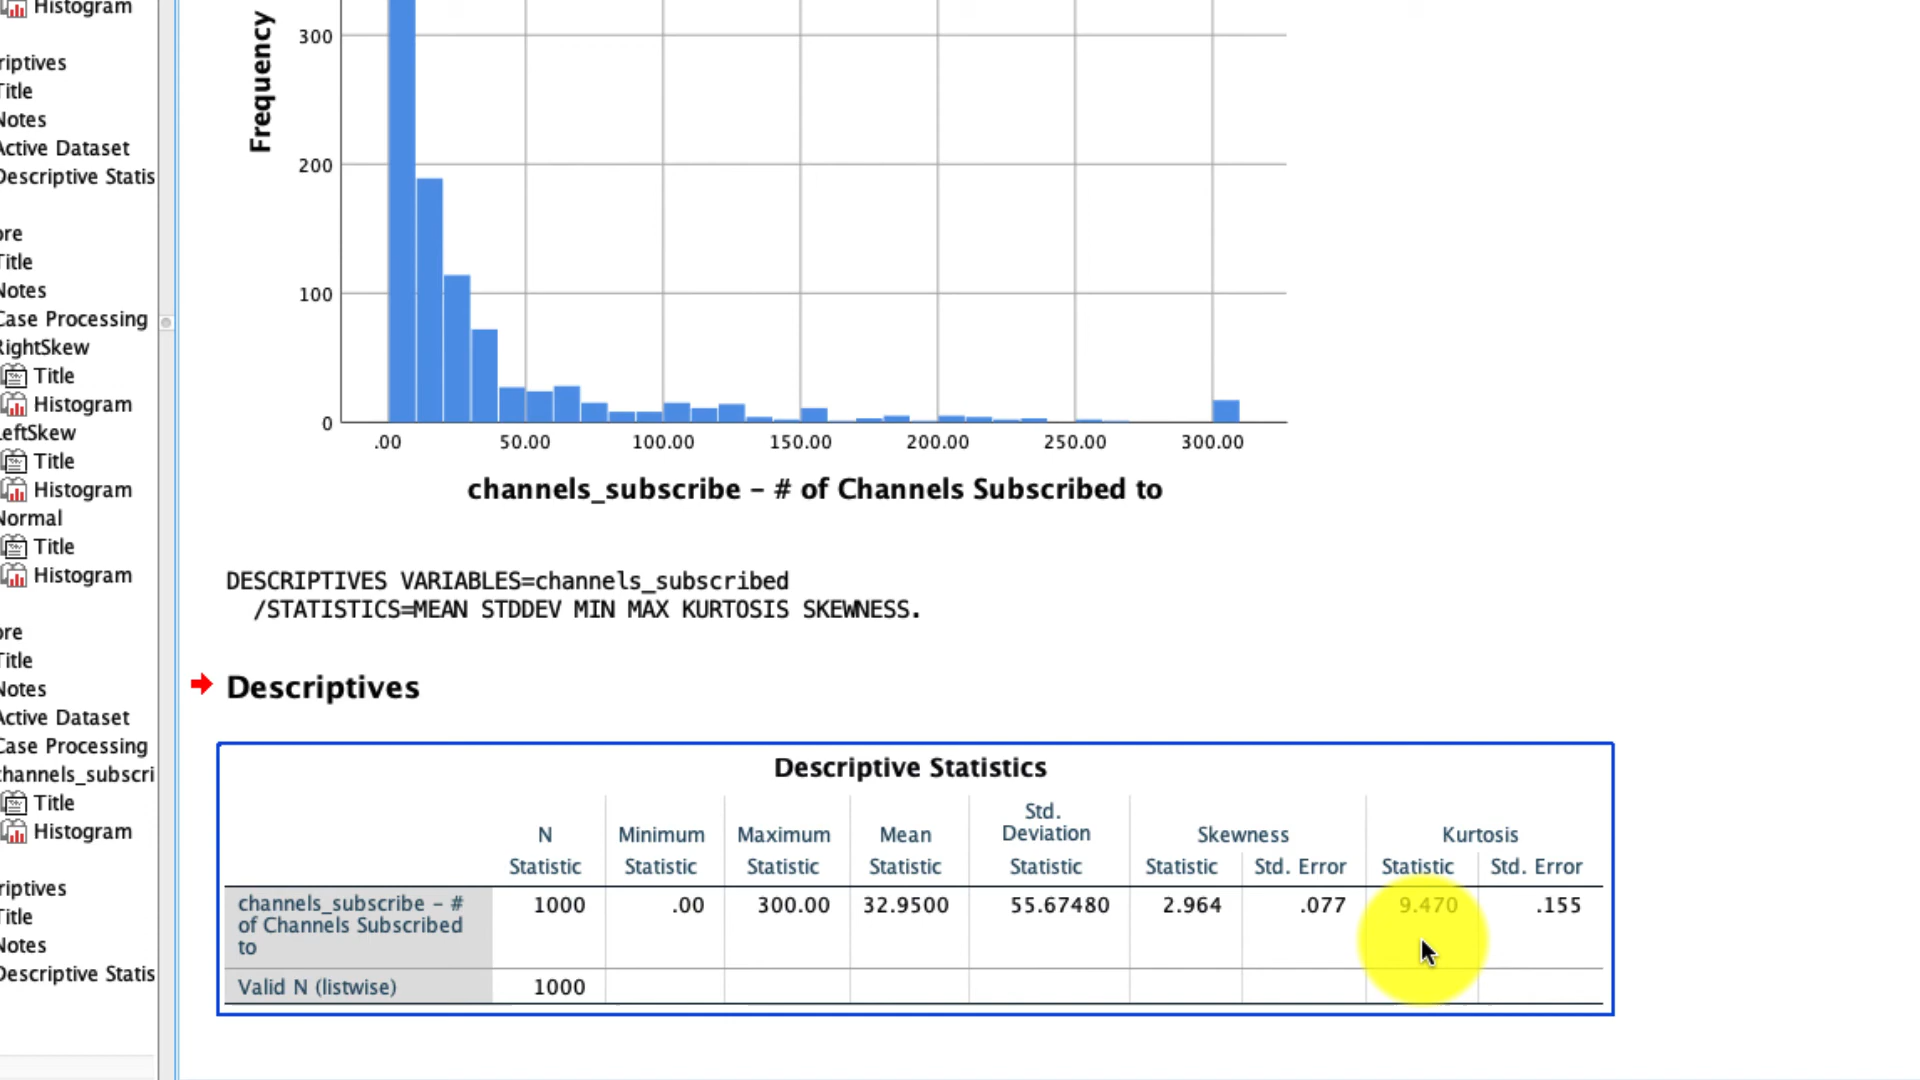 Histogram
riptives
Title
Notes
Active Dataset
Descriptive Statis
ore
Title
Notes
Case Processing
RightSkew
Title
Histogram
LeftSkew
Title
Histogram
Normal
Title
Histogram
ore
Title
Notes
Active Dataset
Case Processing
channels_subscri
Title
Histogram
riptives
Title
Notes
Descriptive Statis
Frequency
300
200
100
0
.00 50.00 100.00 150.00 200.00 250.00 300.00
channels_subscribe – # of Channels Subscribed to
DESCRIPTIVES VARIABLES=channels_subscribed
/STATISTICS=MEAN STDDEV MIN MAX KURTOSIS SKEWNESS.
Descriptives
Descriptive Statistics
N Minimum Maximum Mean Std. Deviation Skewness Kurtosis
Statistic Statistic Statistic Statistic Statistic Statistic Std. Error Statistic Std. Error
channels_subscribe – # 1000 .00 300.00 32.9500 55.67480 2.964 .077 9.470 .155
of Channels Subscribed
to
Valid N (listwise) 1000